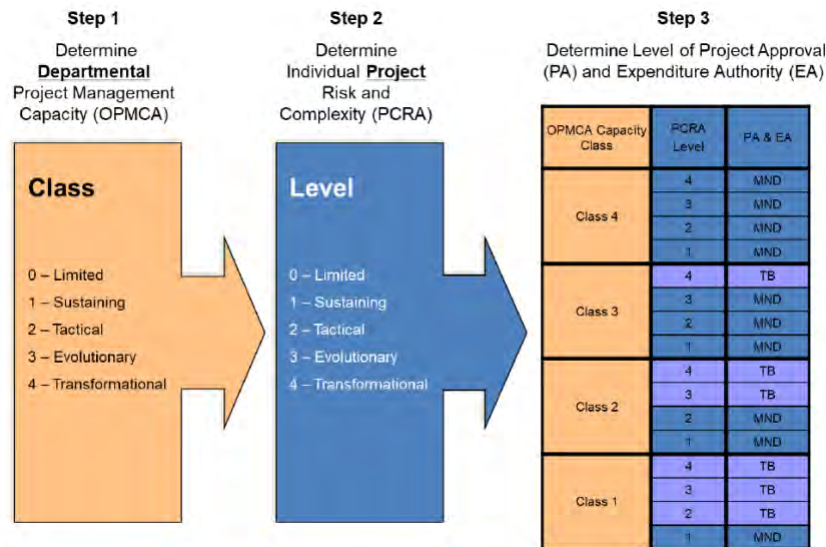 Step 1
Determine
Departmental
Project Management
Capacity (OPMCA)
Class
0 – Limited
1 – Sustaining
2 – Tactical
3 – Evolutionary
4 – Transformational
Step 2
Determine
Individual Project
Risk and
Complexity (PCRA)
Level
0 – Limited
1 – Sustaining
2 – Tactical
3 – Evolutionary
4 – Transformational
Step 3
Determine Level of Project Approval
(PA) and Expenditure Authority (EA)
OPMCA Capacity
Class
PCRA
Level
PA & EA
Class 4
4 MND
3 MND
2 MND
1 MND
Class 3
4 TB
3 MND
2 MND
1 MND
Class 2
4 TB
3 TB
2 MND
1 MND
Class 1
4 TB
3 TB
2 TB
1 MND